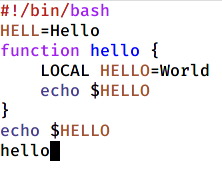 #!/bin/bash
HELL=Hello
function hello {
    LOCAL HELLO=World
    echo $HELLO
}
echo $HELLO
hello